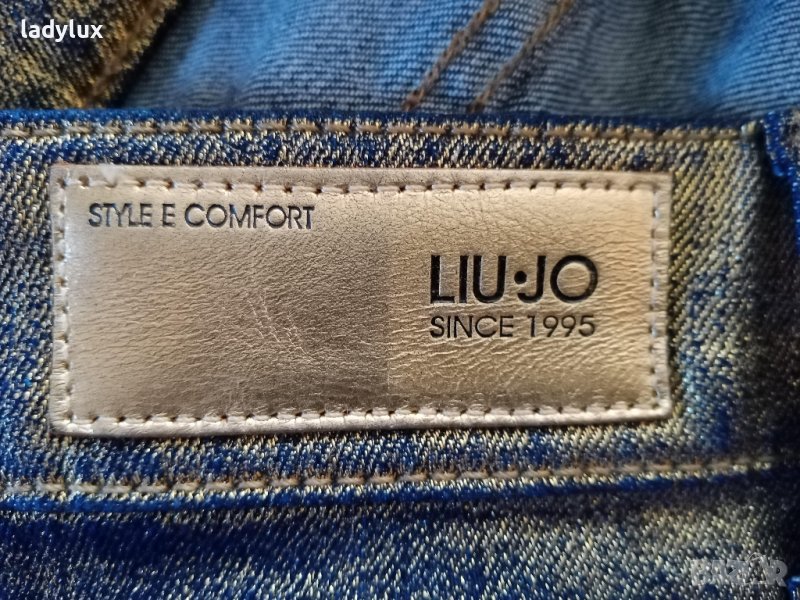 ladylux
STYLE E COMFORT
LIU·JO
SINCE 1995